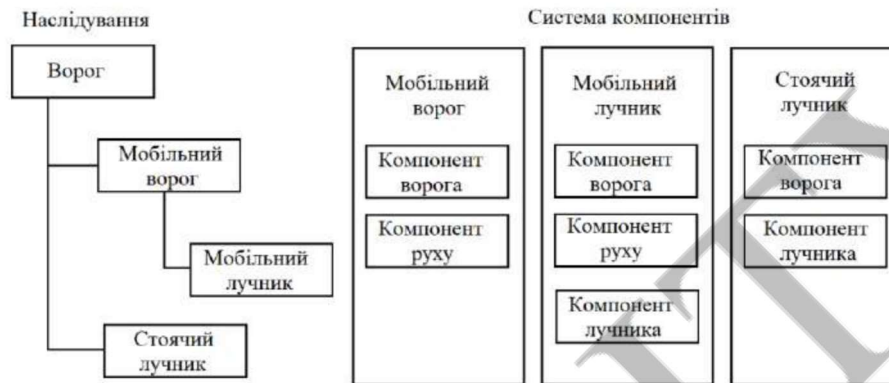 Наслідування
Ворог
Мобільний
ворог
Мобільний
лучник
Стоячий
лучник
Система компонентів
Мобільний
ворог
Компонент
ворога
Компонент
руху
Мобільний
лучник
Компонент
ворога
Компонент
руху
Компонент
лучника
Стоячий
лучник
Компонент
ворога
Компонент
лучника